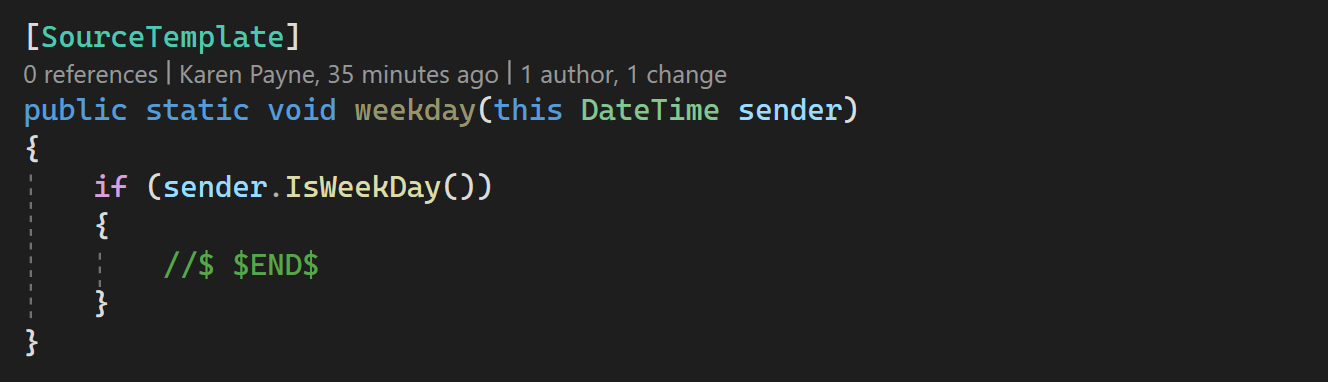 [SourceTemplate]
0 references | Karen Payne, 35 minutes ago | 1 author, 1 change
public static void weekday(this DateTime sender)
{
    if (sender.IsWeekDay())
    {
        //$ $END$
    }
}